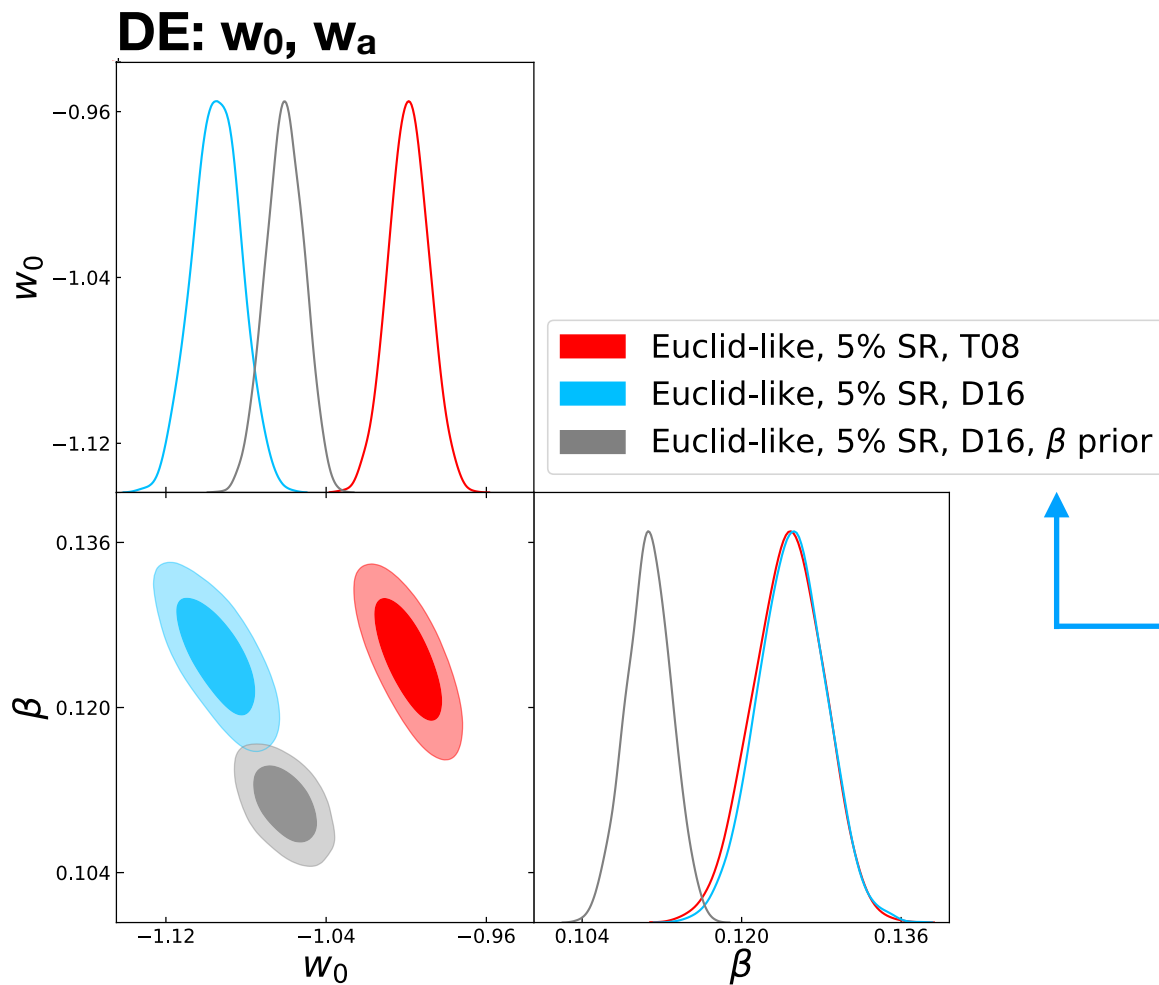 DE: w₀, wₐ
−0.96
−1.04
−1.12
w₀
Euclid-like, 5% SR, T08
Euclid-like, 5% SR, D16
Euclid-like, 5% SR, D16, β prior
0.136
0.120
0.104
β
−1.12 −1.04 −0.96
w₀
0.104 0.120 0.136
β